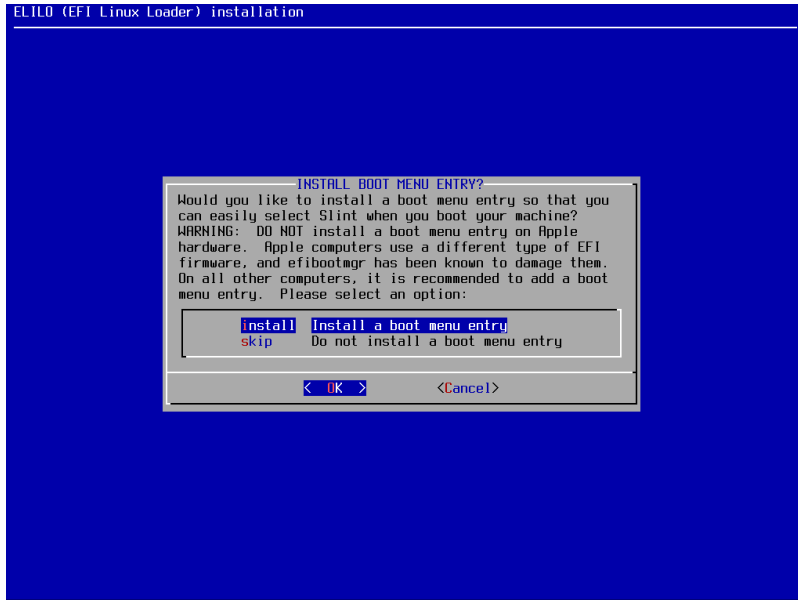 ELILO (EFI Linux Loader) installation
INSTALL BOOT MENU ENTRY?
Would you like to install a boot menu entry so that you
can easily select Slint when you boot your machine?
WARNING:  DO NOT install a boot menu entry on Apple
hardware.  Apple computers use a different type of EFI
firmware, and efibootmgr has been known to damage them.
On all other computers, it is recommended to add a boot
menu entry.  Please select an option:
install  Install a boot menu entry
skip     Do not install a boot menu entry
<  OK  >         <Cancel>